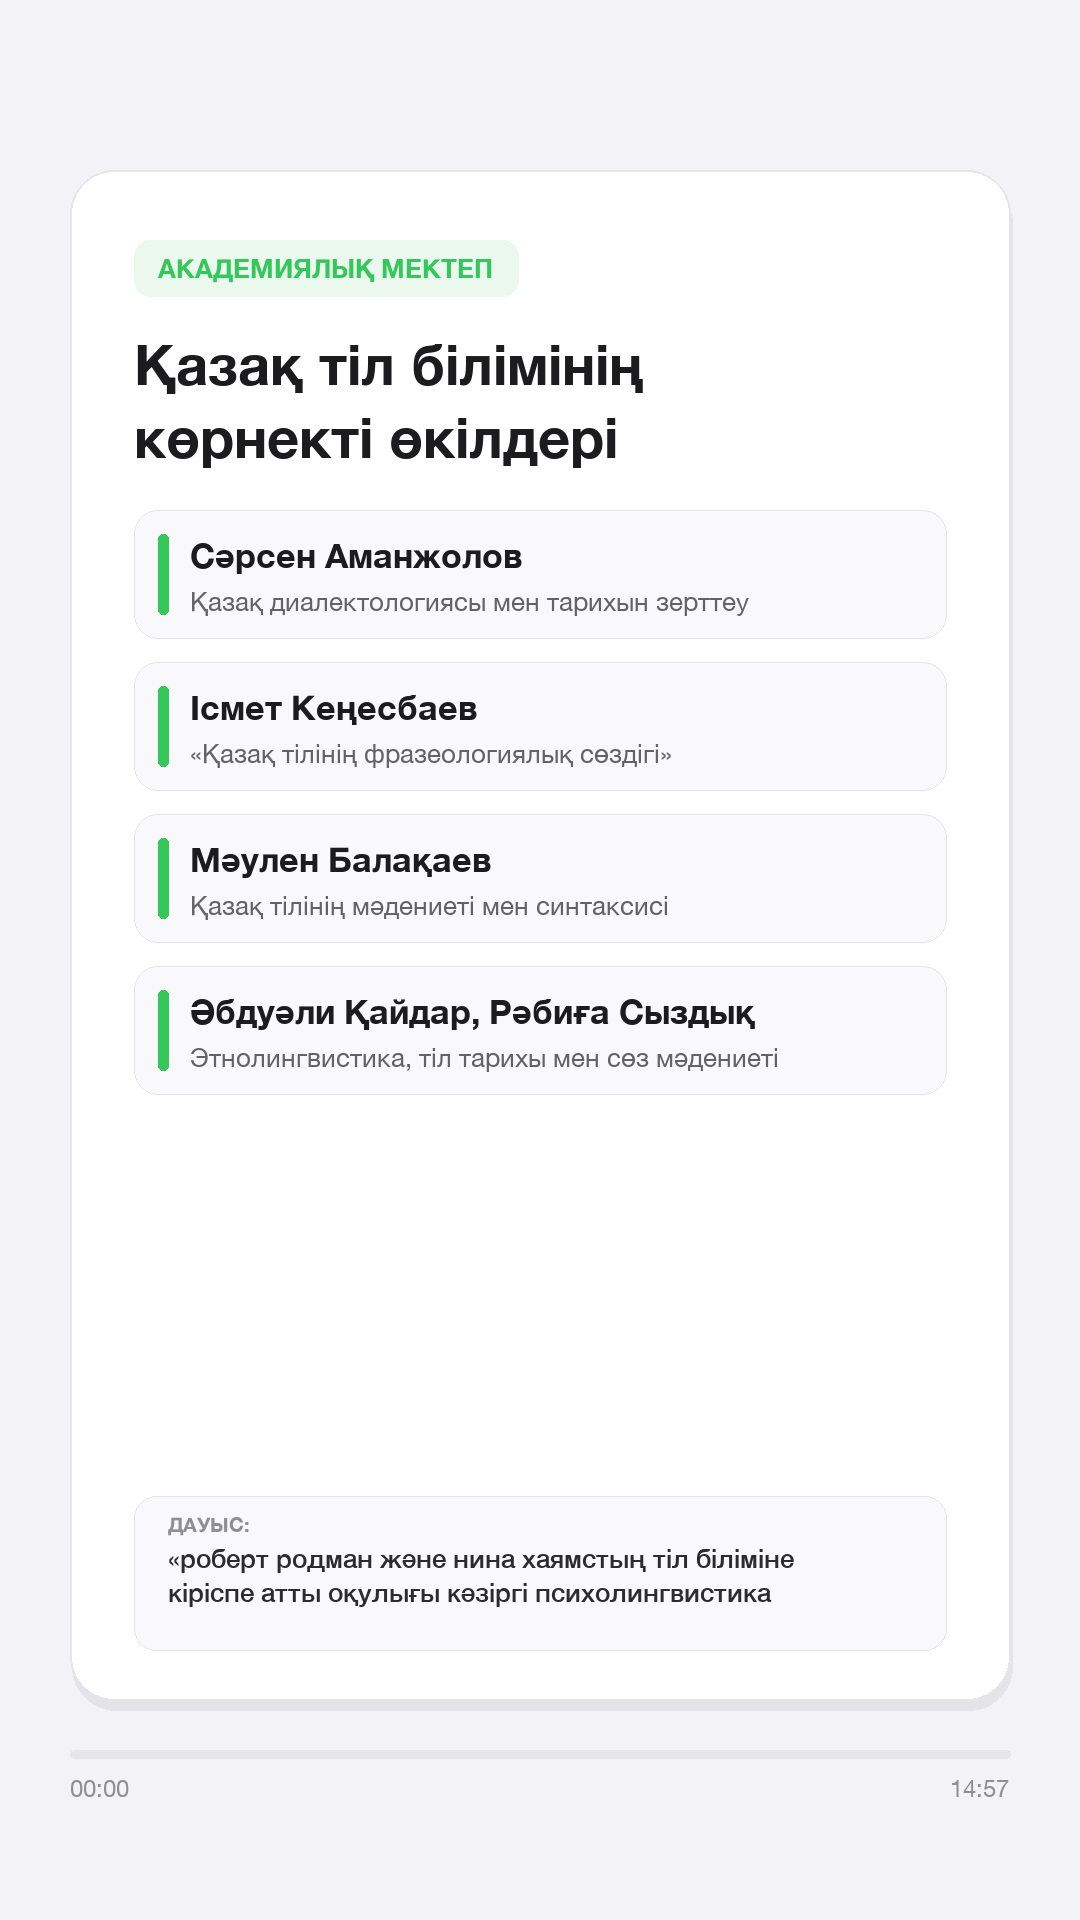 АКАДЕМИЯЛЫҚ МЕКТЕП
Қазақ тіл білімінің
көрнекті өкілдері
Сәрсен Аманжолов
Қазақ диалектологиясы мен тарихын зерттеу
Ісмет Кеңесбаев
«Қазақ тілінің фразеологиялық сөздігі»
Мәулен Балақаев
Қазақ тілінің мәдениеті мен синтаксисі
Әбдуәли Қайдар, Рәбиға Сыздық
Этнолингвистика, тіл тарихы мен сөз мәдениеті
ДАУЫС:
«роберт родман және нина хаямстың тіл біліміне
кіріспе атты оқулығы кәзіргі психолингвистика
00:00
14:57